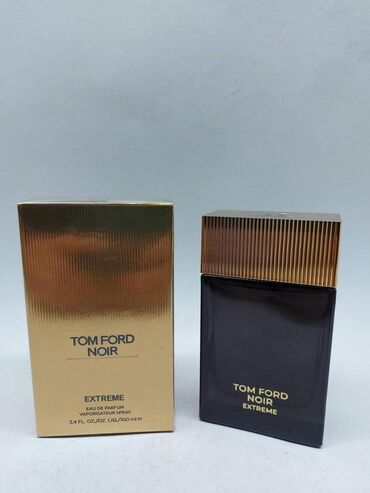 TOM FORD
NOIR
EXTREME
EAU DE PARFUM
VAPORISATEUR SPRAY
3.4 FL. OZ./OZ. LIQ./100 ml ℮
TOM FORD
NOIR
EXTREME